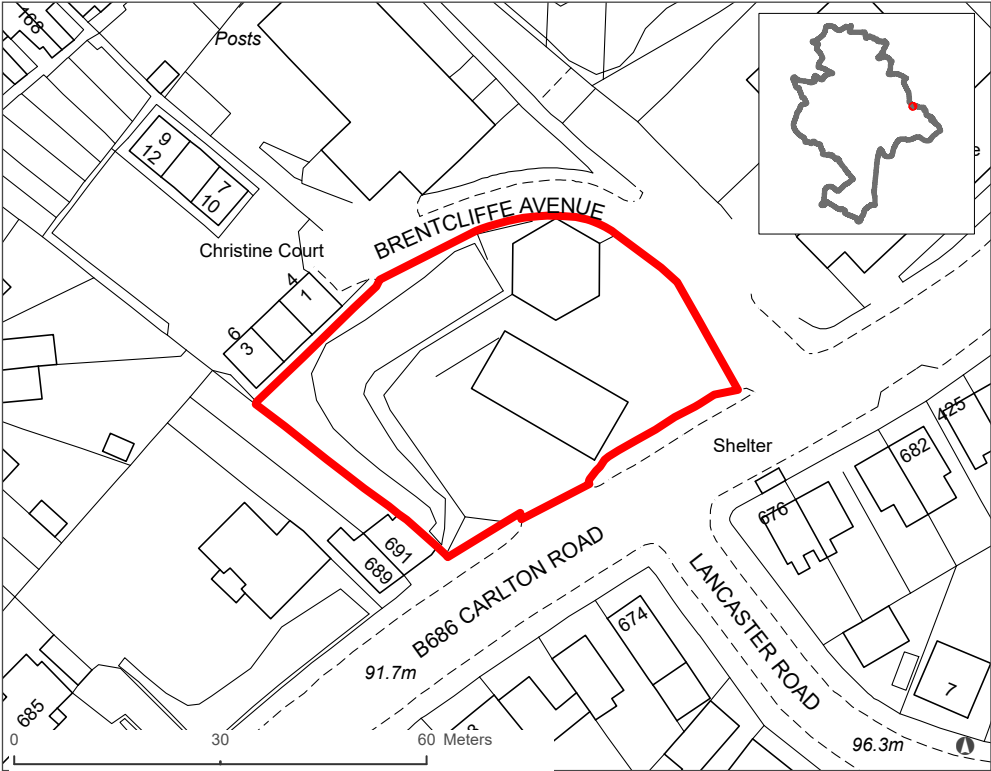 168
Posts
9
12
7
10
e
BRENTCLIFFE AVENUE
Christine Court
4
1
6
3
Shelter
425
682
676
691
689
B686 CARLTON ROAD
LANCASTER ROAD
674
91.7m
685
7
96.3m
0 30 60 Meters